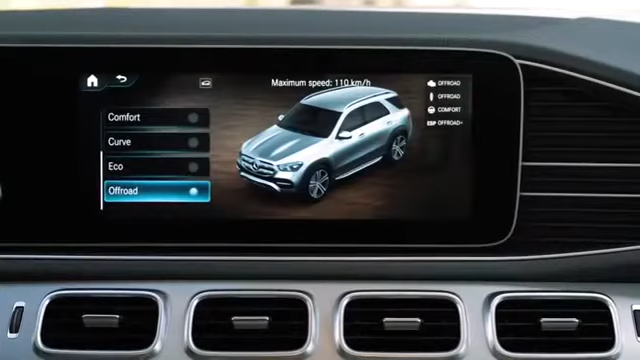 Maximum speed: 110 km/h
Comfort
Curve
Eco
Offroad
OFFROAD
OFFROAD
COMFORT
ESP OFFROAD+